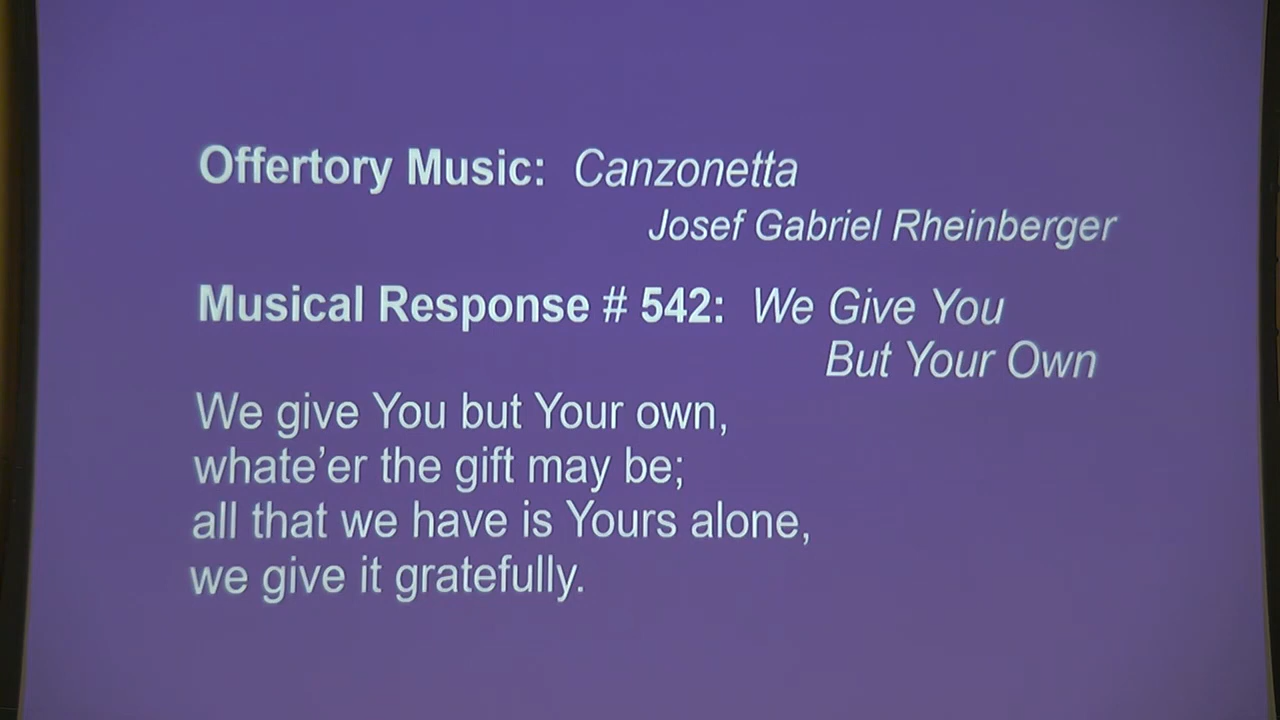 Offertory Music: Canzonetta
Josef Gabriel Rheinberger
Musical Response # 542: We Give You
But Your Own
We give You but Your own,
whate’er the gift may be;
all that we have is Yours alone,
we give it gratefully.